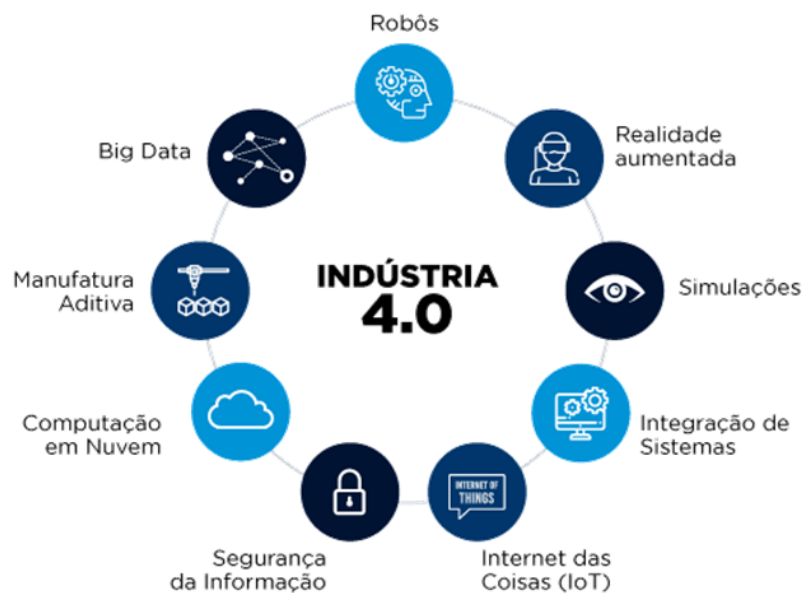 Robôs
Realidade
aumentada
Simulações
Integração de
Sistemas
INTERNET OF
THINGS
Internet das
Coisas (IoT)
Segurança
da Informação
Computação
em Nuvem
Manufatura
Aditiva
Big Data
INDÚSTRIA
4.0